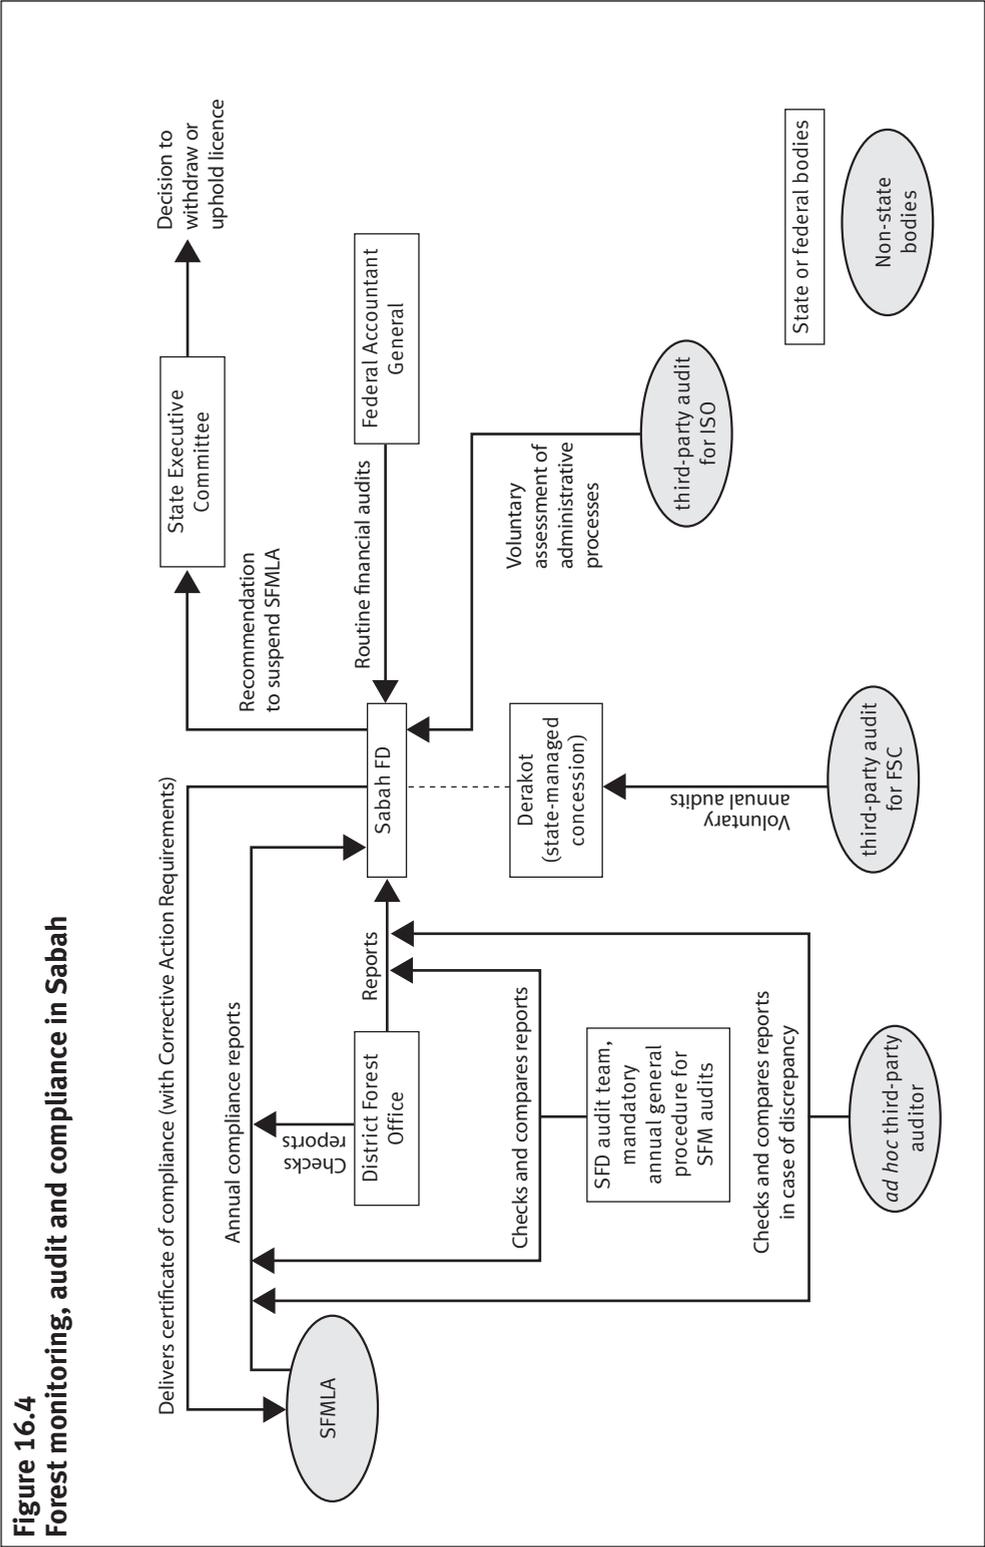 Figure 16.4
Forest monitoring, audit and compliance in Sabah
Delivers certificate of compliance (with Corrective Action Requirements)
Annual compliance reports
SFMLA
Checks
reports
District Forest
Office
Reports
Sabah FD
Recommendation
to suspend SFMLA
State Executive
Committee
Decision to
withdraw or
uphold licence
Routine financial audits
Federal Accountant
General
Checks and compares reports
SFD audit team,
mandatory
annual general
procedure for
SFM audits
Derakot
(state-managed
concession)
Voluntary
assessment of
administrative
processes
third-party audit
for ISO
Checks and compares reports
in case of discrepancy
ad hoc third-party
auditor
Voluntary
annual audits
third-party audit
for FSC
State or federal bodies
Non-state
bodies